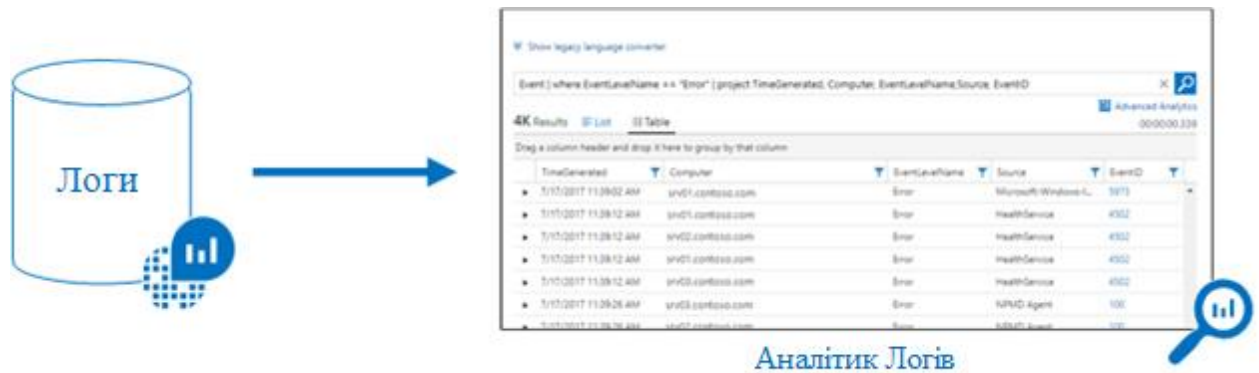 Show legacy language converter
Event | where EventLevelName == "Error" | project TimeGenerated, Computer, EventLevelName, Source, EventID
Advanced Analytics
4K Results List Table 00:00:00.339
Drag a column header and drop it here to group by that column
TimeGenerated Computer EventLevelName Source EventID
7/17/2017 11:39:02 AM srv01.contoso.com Error Microsoft-Windows-L... 5973
7/17/2017 11:39:12 AM srv01.contoso.com Error HealthService 4502
7/17/2017 11:39:12 AM srv02.contoso.com Error HealthService 4502
7/17/2017 11:39:12 AM srv01.contoso.com Error HealthService 4502
7/17/2017 11:39:12 AM srv03.contoso.com Error HealthService 4502
7/17/2017 11:39:26 AM srv03.contoso.com Error NPMD Agent 100
Логи
Аналітик Логів